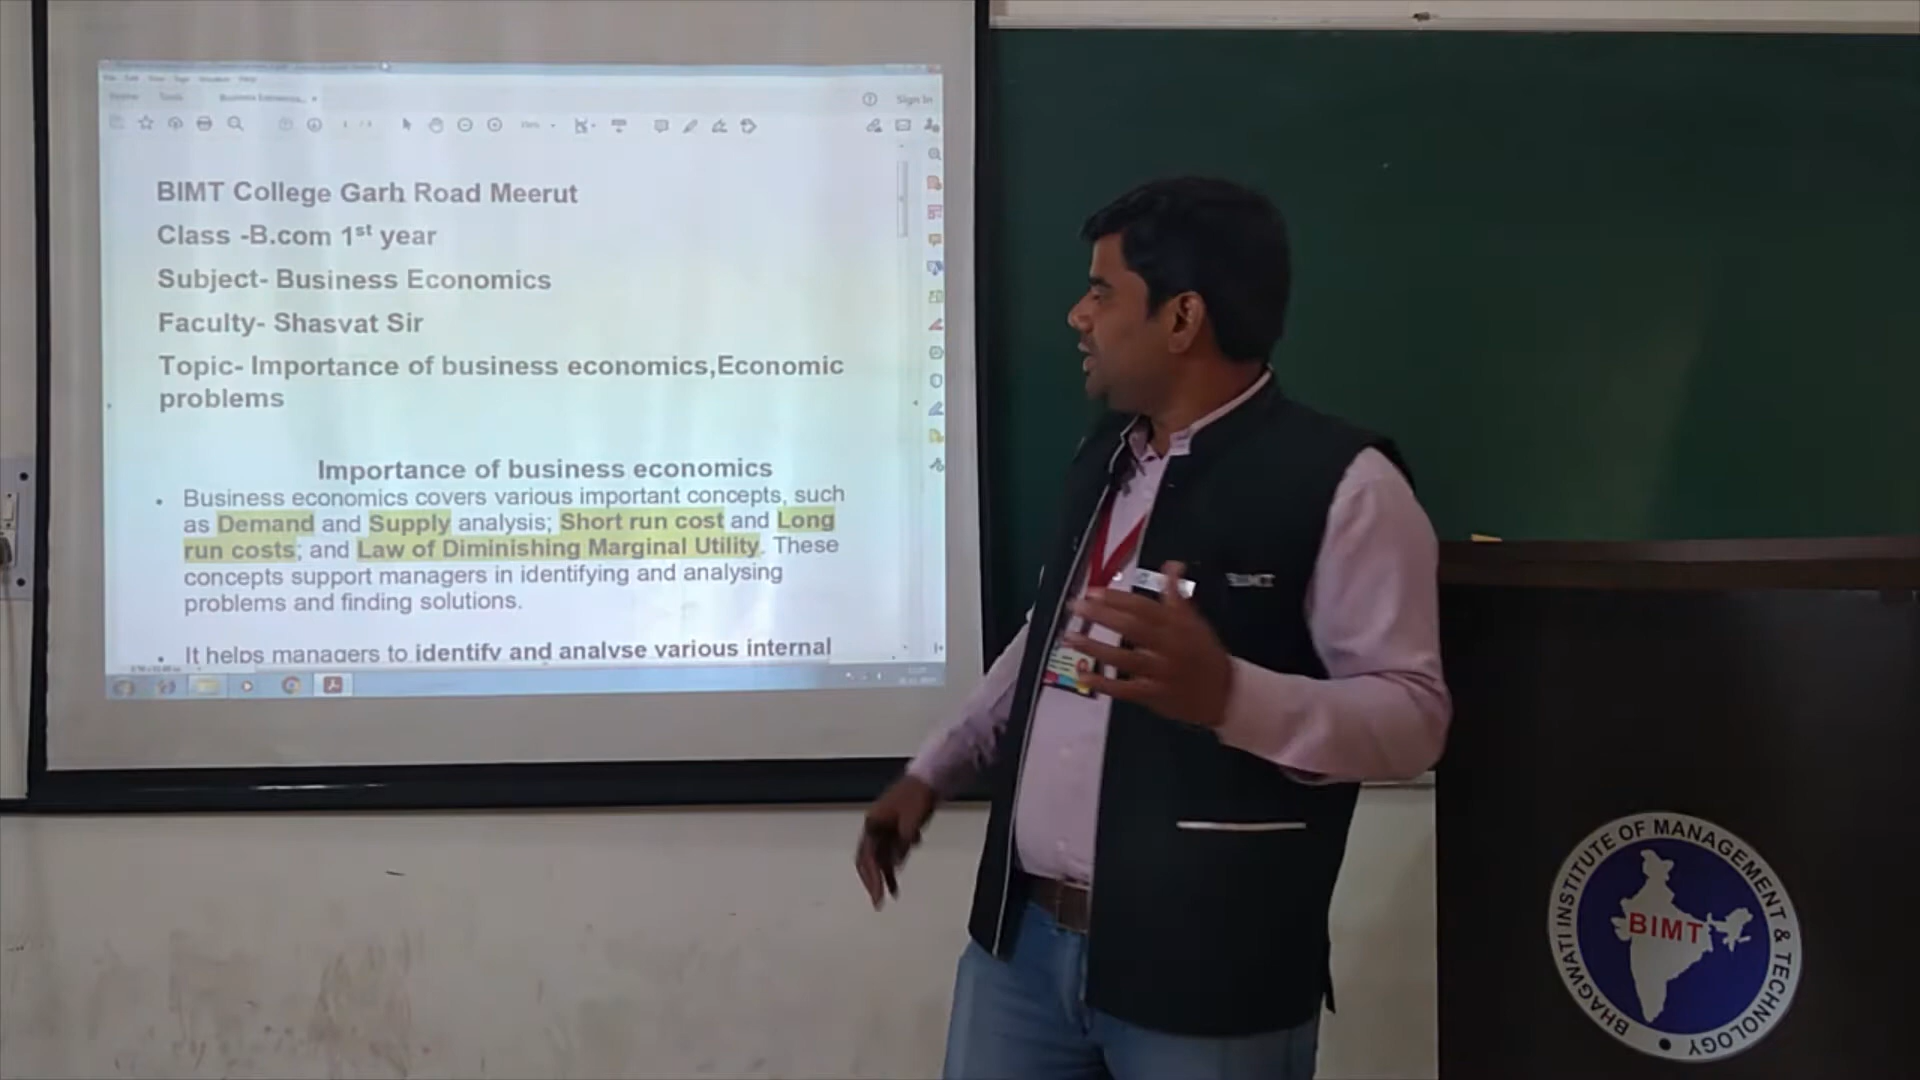 Sign In
BIMT College Garh Road Meerut
Class -B.com 1st year
Subject- Business Economics
Faculty- Shasvat Sir
Topic- Importance of business economics,Economic
problems
Importance of business economics
• Business economics covers various important concepts, such
as Demand and Supply analysis; Short run cost and Long
run costs; and Law of Diminishing Marginal Utility. These
concepts support managers in identifying and analysing
problems and finding solutions.
• It helps managers to identify and analyse various internal
BIMT
BHAGWATI INSTITUTE OF MANAGEMENT & TECHNOLOGY
BIMT